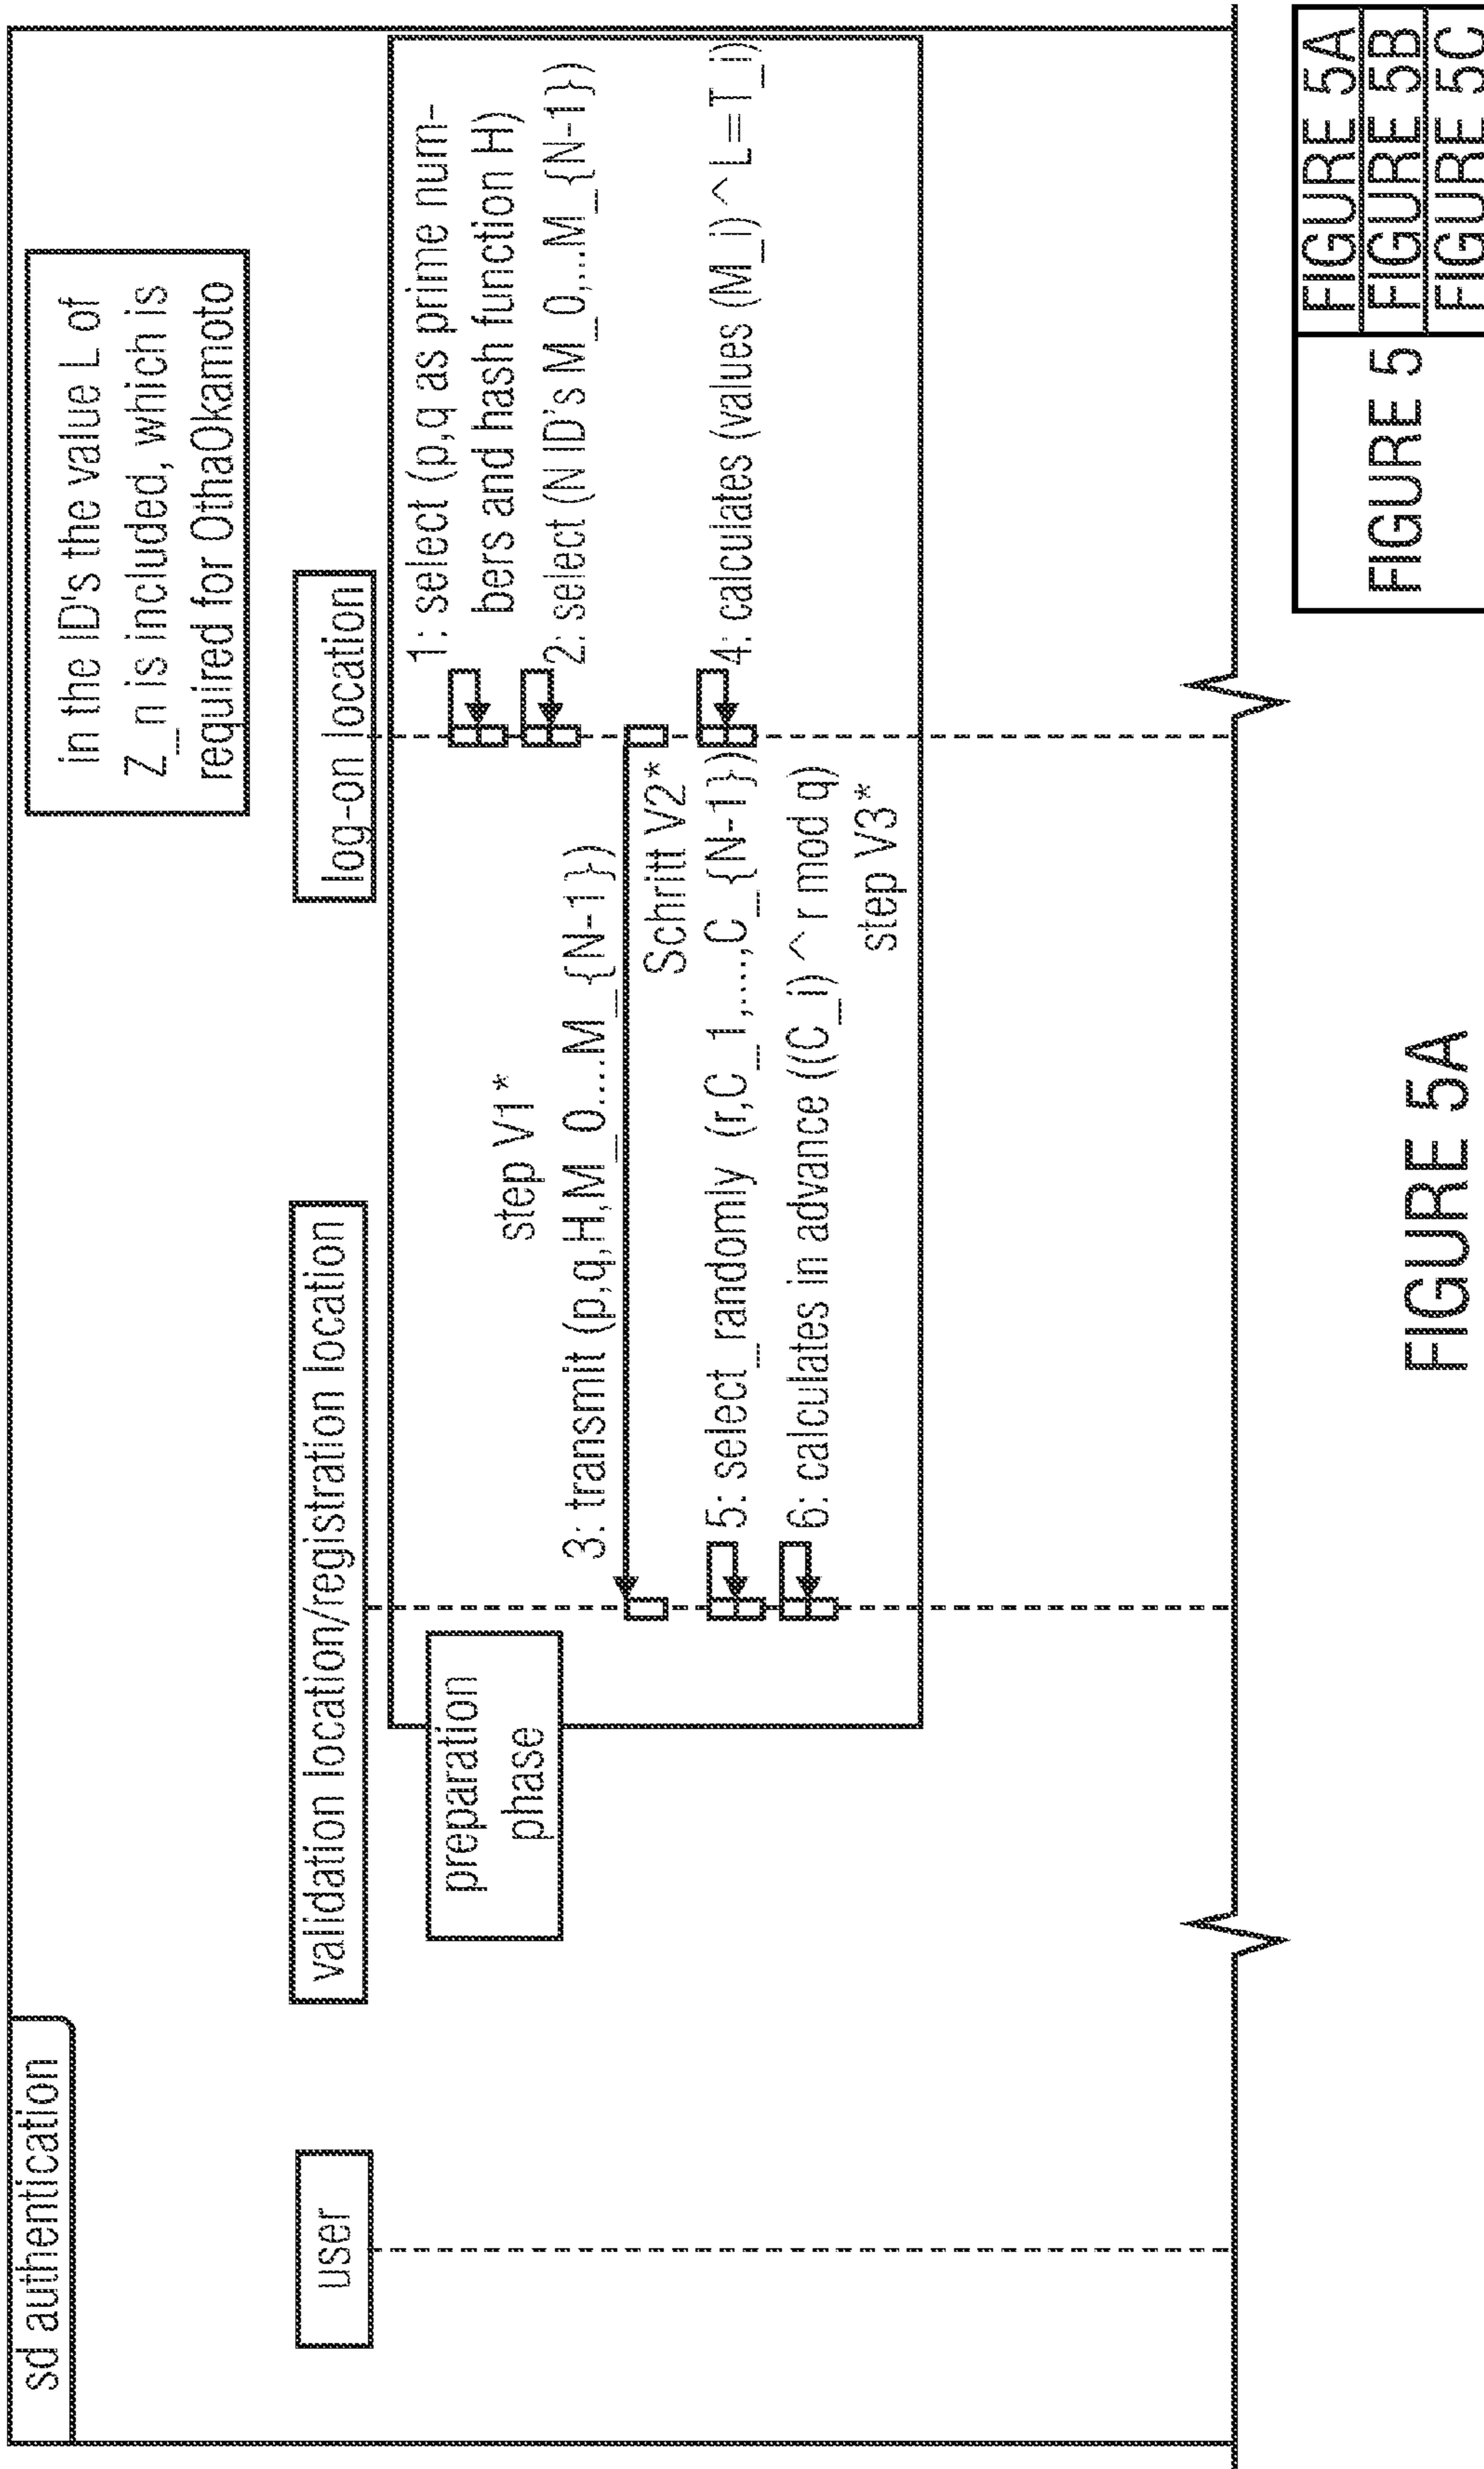 sd authentication
in the ID's the value L of
Z_n is included, which is
required for OthaOkamoto
user
validation location/registration location
log-on location
preparation
phase
1: select (p,q as prime num-
bers and hash function H)
step V1*
2: select (N ID's M_0,...M_{N-1})
3: transmit (p,q,H,M_0....M_{N-1})
Schritt V2*
4: calculates (values (M_i)^L=T_i)
5: select_randomly (r,C_1,....,C_{N-1})
6: calculates in advance ((C_i)^r mod q)
step V3*
FIGURE 5A
FIGURE 5
FIGURE 5A
FIGURE 5B
FIGURE 5C